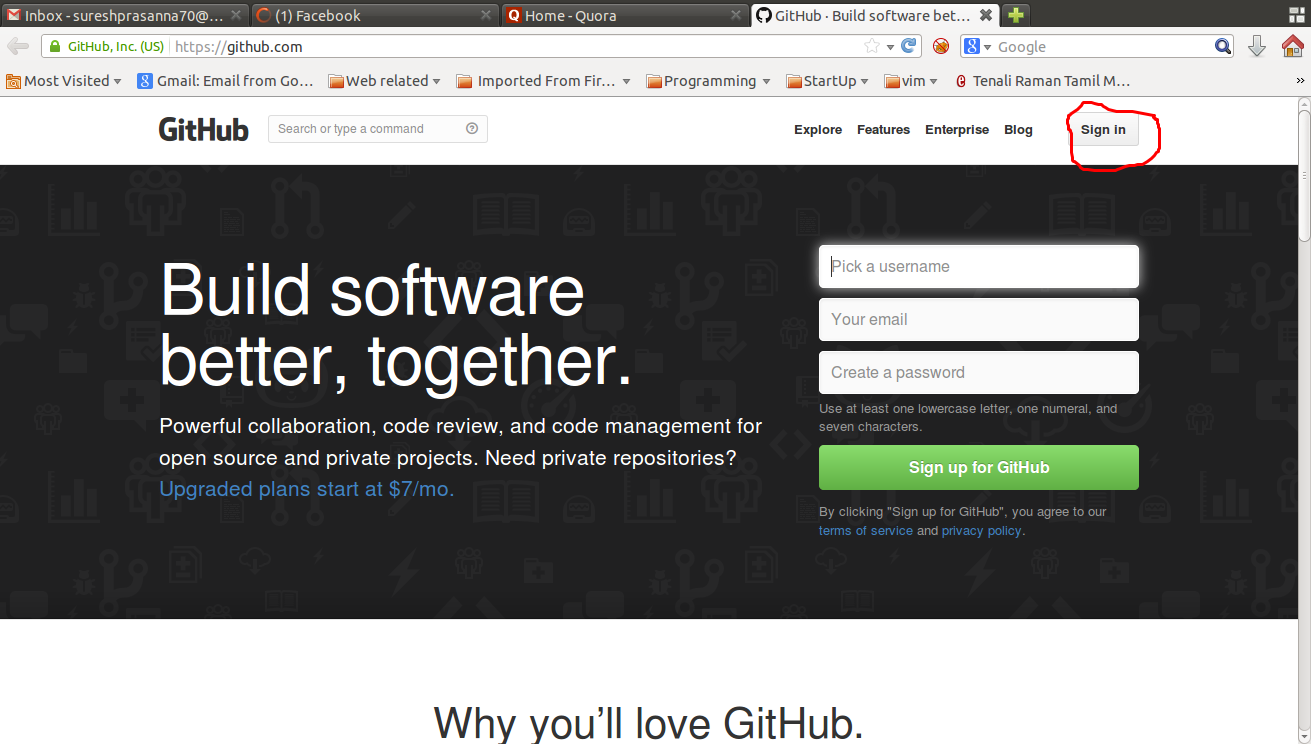 Inbox - sureshprasanna70@...
(1) Facebook
Home - Quora
GitHub · Build software bet...
GitHub, Inc. (US)
https://github.com
Google
Most Visited
Gmail: Email from Go...
Web related
Imported From Fir...
Programming
StartUp
vim
Tenali Raman Tamil M...
»
GitHub
Search or type a command
Explore
Features
Enterprise
Blog
Sign in
Build software
better, together.
Powerful collaboration, code review, and code management for
open source and private projects. Need private repositories?
Upgraded plans start at $7/mo.
Pick a username
Your email
Create a password
Use at least one lowercase letter, one numeral, and
seven characters.
Sign up for GitHub
By clicking "Sign up for GitHub", you agree to our
terms of service and privacy policy.
Why you’ll love GitHub.